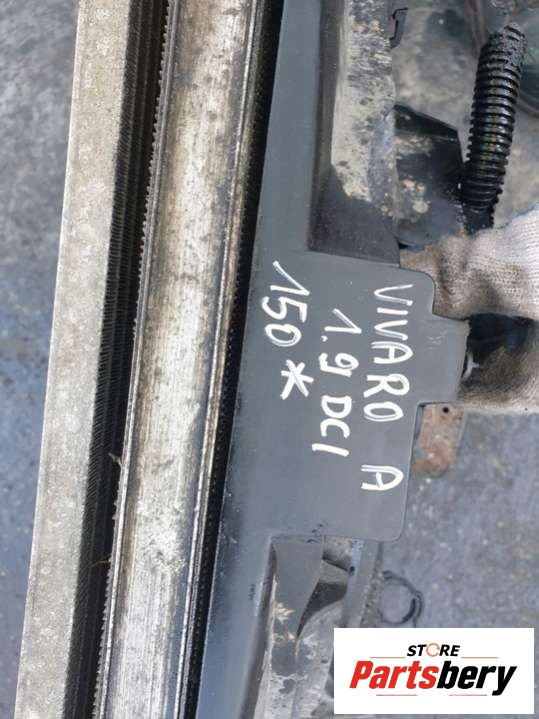 VIVARO A
1.9 DCI
150*
STORE
Partsbery